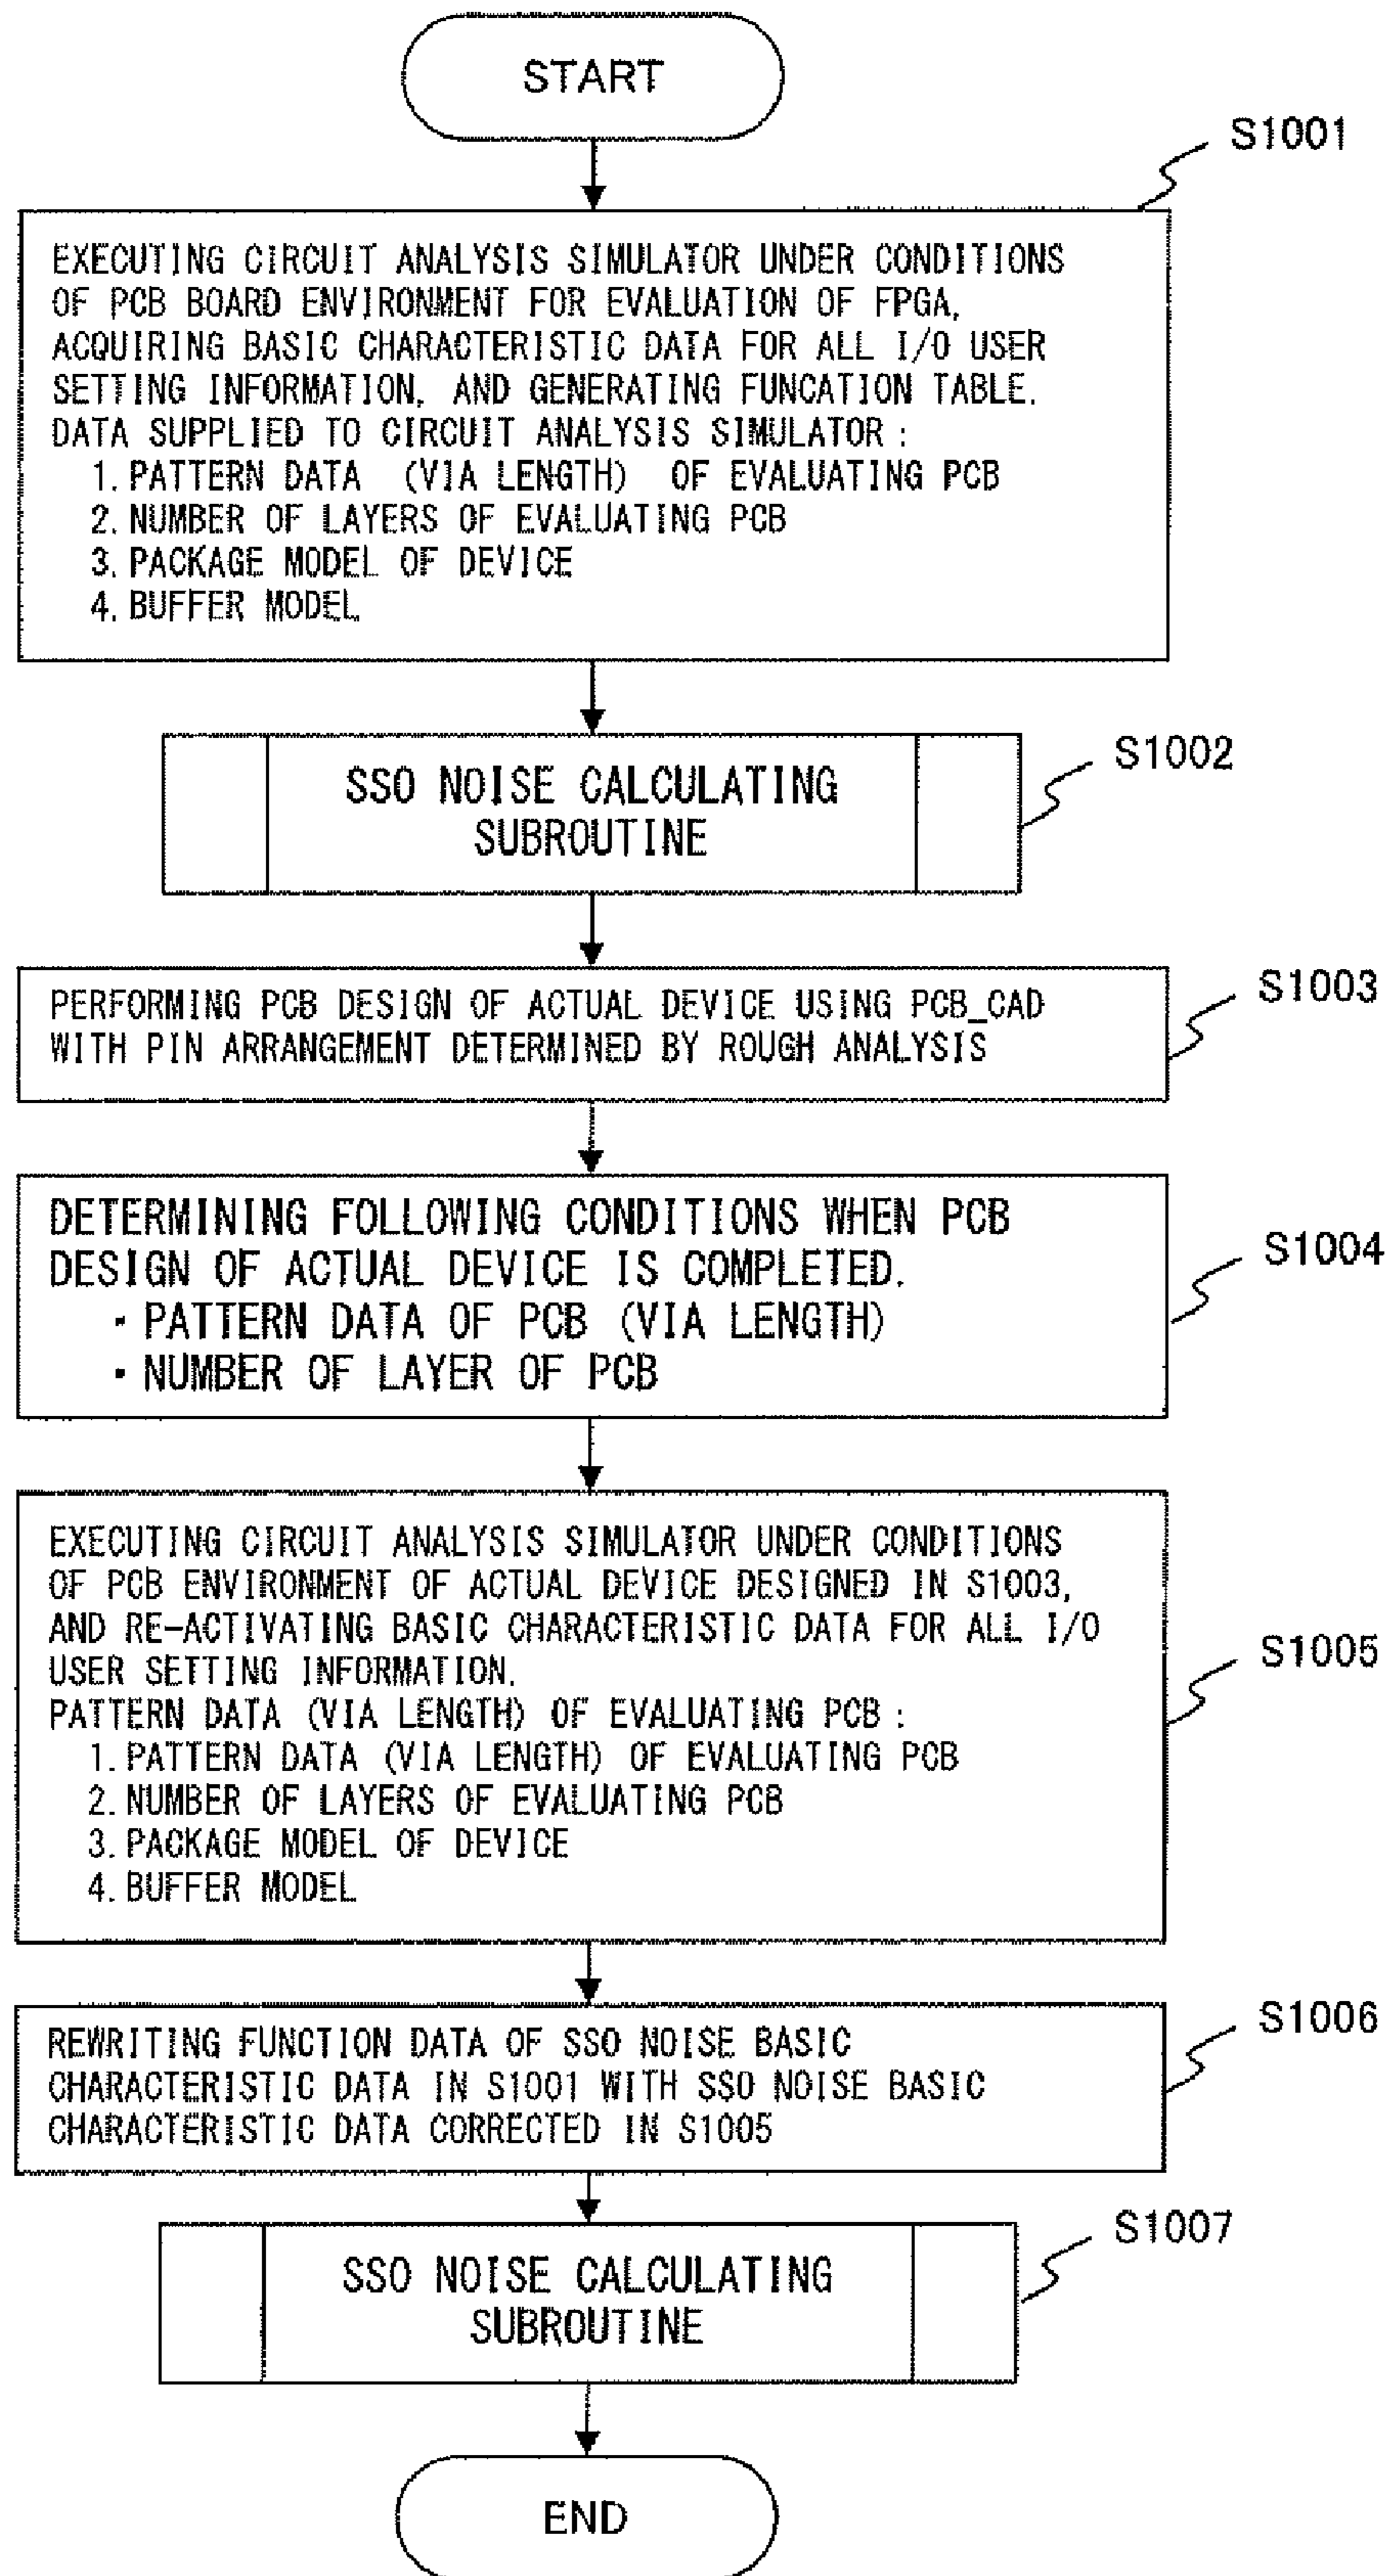 START
S1001
EXECUTING CIRCUIT ANALYSIS SIMULATOR UNDER CONDITIONS
OF PCB BOARD ENVIRONMENT FOR EVALUATION OF FPGA,
ACQUIRING BASIC CHARACTERISTIC DATA FOR ALL I/O USER
SETTING INFORMATION, AND GENERATING FUNCATION TABLE.
DATA SUPPLIED TO CIRCUIT ANALYSIS SIMULATOR :
1. PATTERN DATA (VIA LENGTH) OF EVALUATING PCB
2. NUMBER OF LAYERS OF EVALUATING PCB
3. PACKAGE MODEL OF DEVICE
4. BUFFER MODEL
S1002
SSO NOISE CALCULATING
SUBROUTINE
S1003
PERFORMING PCB DESIGN OF ACTUAL DEVICE USING PCB_CAD
WITH PIN ARRANGEMENT DETERMINED BY ROUGH ANALYSIS
S1004
DETERMINING FOLLOWING CONDITIONS WHEN PCB
DESIGN OF ACTUAL DEVICE IS COMPLETED.
・PATTERN DATA OF PCB (VIA LENGTH)
・NUMBER OF LAYER OF PCB
S1005
EXECUTING CIRCUIT ANALYSIS SIMULATOR UNDER CONDITIONS
OF PCB ENVIRONMENT OF ACTUAL DEVICE DESIGNED IN S1003,
AND RE-ACTIVATING BASIC CHARACTERISTIC DATA FOR ALL I/O
USER SETTING INFORMATION.
PATTERN DATA (VIA LENGTH) OF EVALUATING PCB :
1. PATTERN DATA (VIA LENGTH) OF EVALUATING PCB
2. NUMBER OF LAYERS OF EVALUATING PCB
3. PACKAGE MODEL OF DEVICE
4. BUFFER MODEL
S1006
REWRITING FUNCTION DATA OF SSO NOISE BASIC
CHARACTERISTIC DATA IN S1001 WITH SSO NOISE BASIC
CHARACTERISTIC DATA CORRECTED IN S1005
S1007
SSO NOISE CALCULATING
SUBROUTINE
END